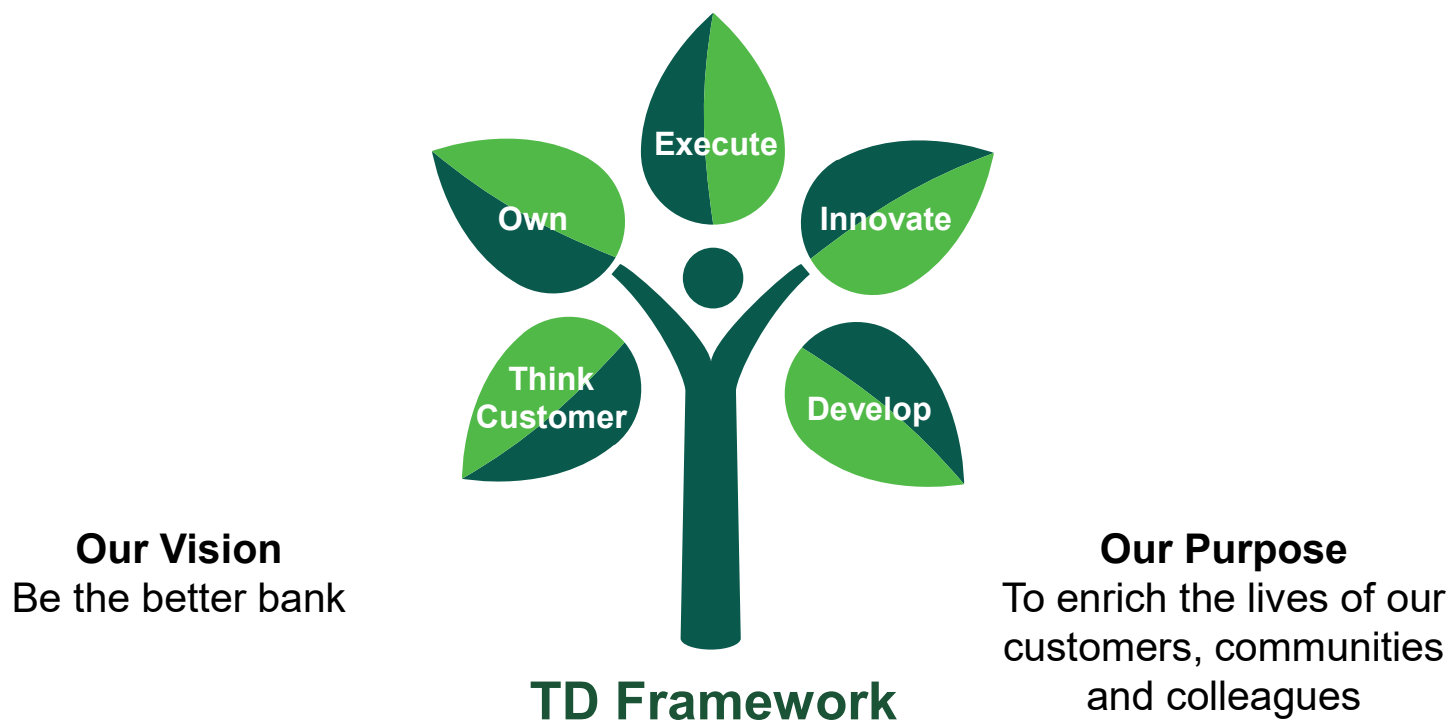 Execute
Own
Innovate
Think
Customer
Develop
Our Vision
Be the better bank
Our Purpose
To enrich the lives of our
customers, communities
and colleagues
TD Framework